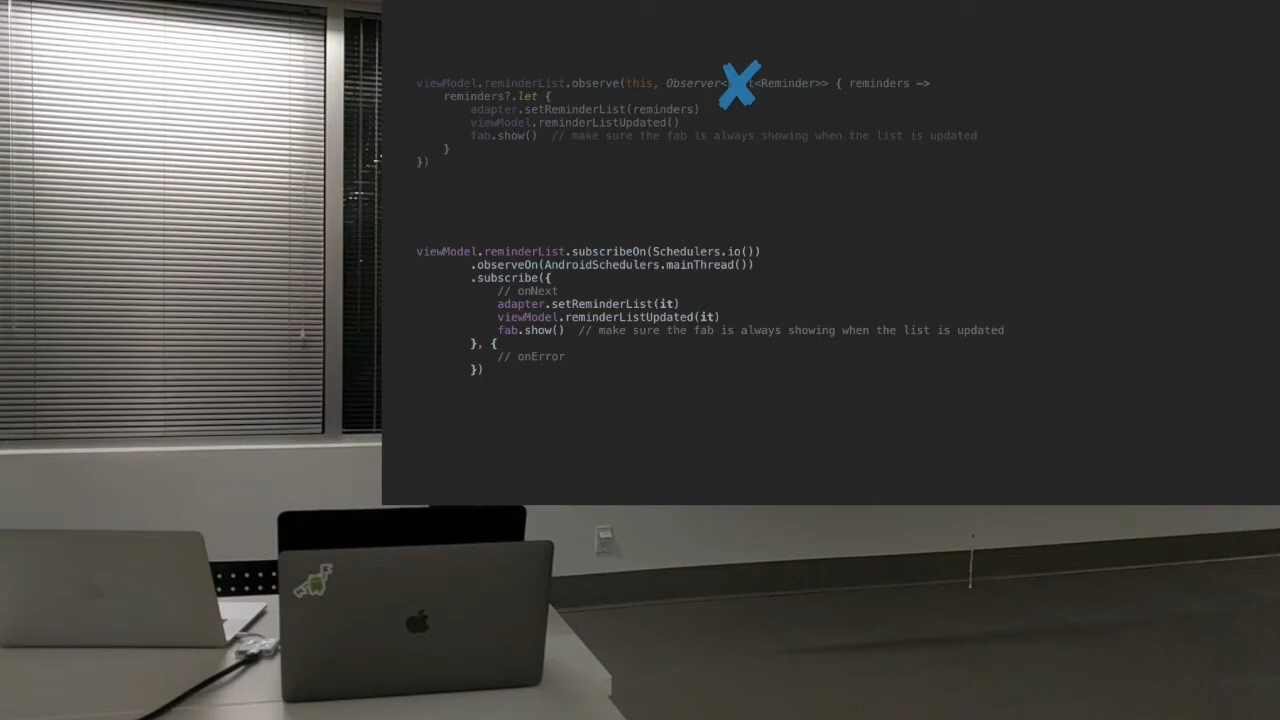 viewModel.reminderList.observe(this, Observer< t<Reminder>> { reminders ->
    reminders?.let {
        adapter.setReminderList(reminders)
        viewModel.reminderListUpdated()
        fab.show()  // make sure the fab is always showing when the list is updated
    }
})
viewModel.reminderList.subscribeOn(Schedulers.io())
        .observeOn(AndroidSchedulers.mainThread())
        .subscribe({
            // onNext
            adapter.setReminderList(it)
            viewModel.reminderListUpdated(it)
            fab.show()  // make sure the fab is always showing when the list is updated
        }, {
            // onError
        })